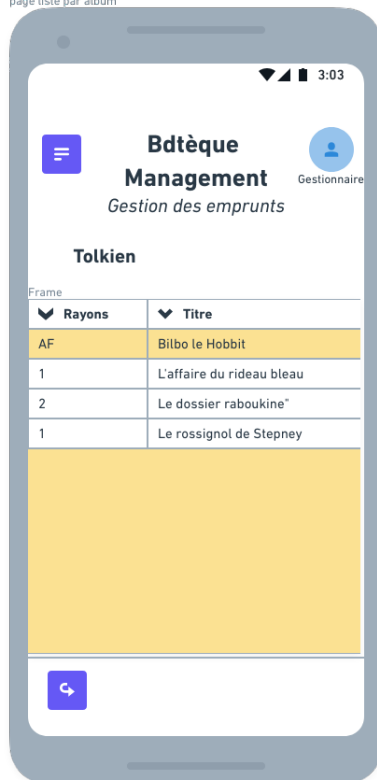 page liste par album
3:03
Bdtèque
Management
Gestionnaire
Gestion des emprunts
Tolkien
Frame
Rayons Titre
AF Bilbo le Hobbit
1 L'affaire du rideau bleau
2 Le dossier raboukine"
1 Le rossignol de Stepney